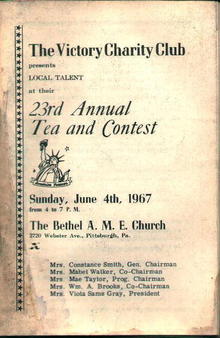 The Victory Charity Club
presents
LOCAL TALENT
at their
23rd Annual
Tea and Contest
Sunday, June 4th, 1967
from 4 to 7 P. M.
The Bethel A. M. E. Church
2720 Webster Ave., Pittsburgh, Pa.
Mrs. Constance Smith, Gen. Chairman
Mrs. Mabel Walker, Co-Chairman
Mrs. Mae Taylor, Prog. Chairman
Mrs. Wm. A. Brooks, Co-Chairman
Mrs. Viola Same Gray, President